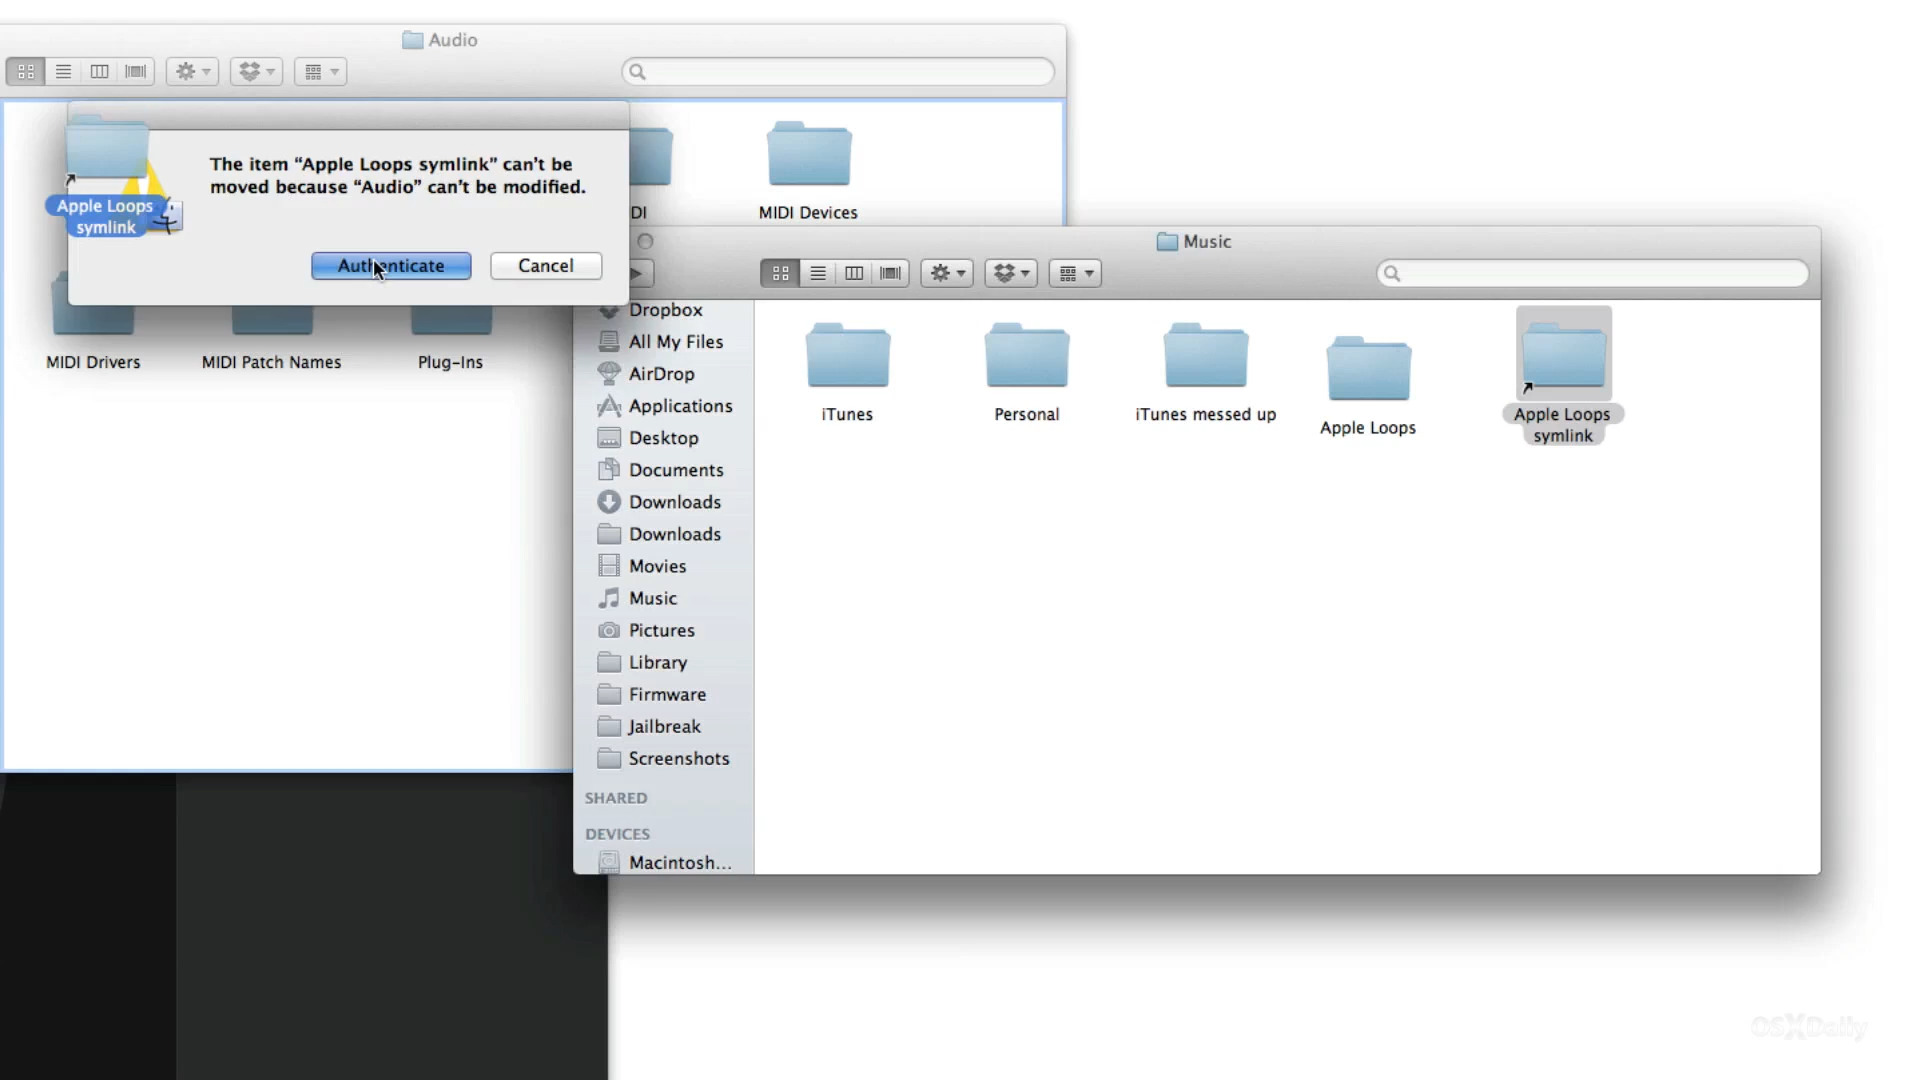 Audio
The item “Apple Loops symlink” can’t be
moved because “Audio” can’t be modified.
Apple Loops
symlink
Authenticate
Cancel
DI
MIDI Devices
MIDI Drivers
MIDI Patch Names
Plug-Ins
Music
Dropbox
All My Files
AirDrop
Applications
Desktop
Documents
Downloads
Downloads
Movies
Music
Pictures
Library
Firmware
Jailbreak
Screenshots
SHARED
DEVICES
Macintosh...
iTunes
Personal
iTunes messed up
Apple Loops
Apple Loops
symlink
OSXDaily